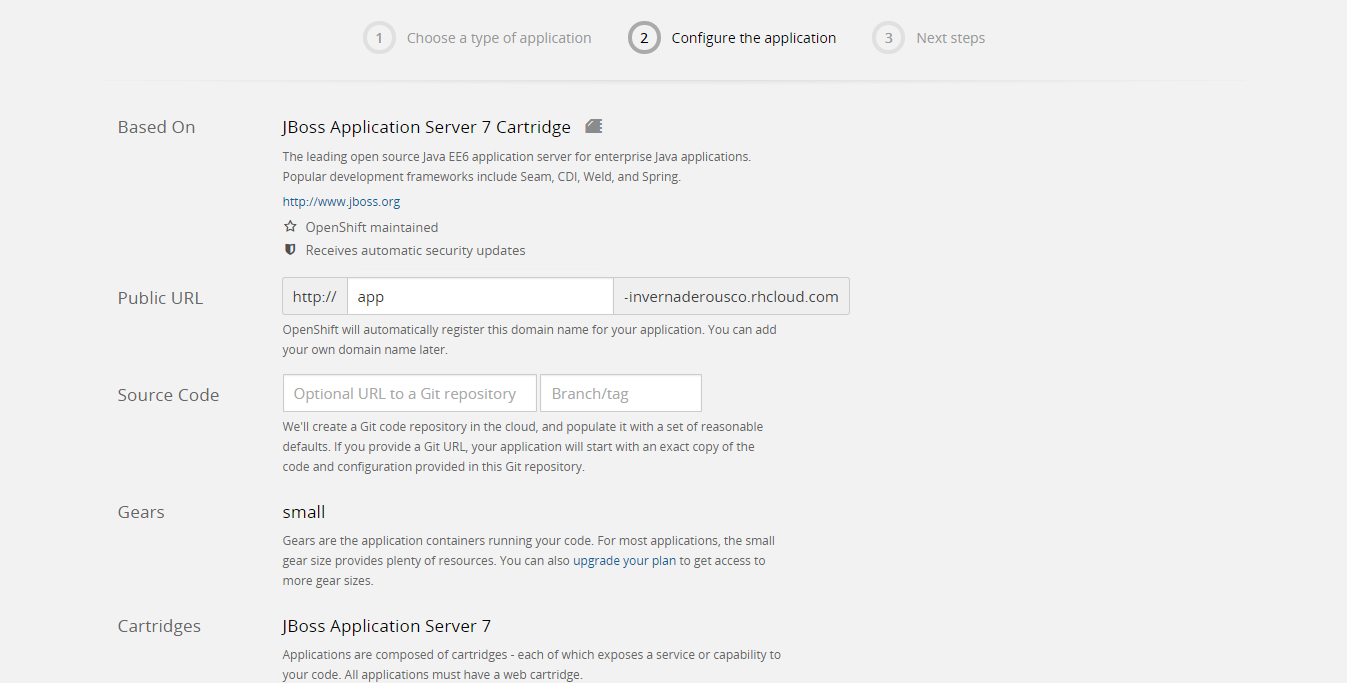 1 Choose a type of application 2 Configure the application 3 Next steps
Based On
JBoss Application Server 7 Cartridge
The leading open source Java EE6 application server for enterprise Java applications.
Popular development frameworks include Seam, CDI, Weld, and Spring.
http://www.jboss.org
OpenShift maintained
Receives automatic security updates
Public URL
http:// app -invernaderousco.rhcloud.com
OpenShift will automatically register this domain name for your application. You can add
your own domain name later.
Source Code
Optional URL to a Git repository Branch/tag
We'll create a Git code repository in the cloud, and populate it with a set of reasonable
defaults. If you provide a Git URL, your application will start with an exact copy of the
code and configuration provided in this Git repository.
Gears
small
Gears are the application containers running your code. For most applications, the small
gear size provides plenty of resources. You can also upgrade your plan to get access to
more gear sizes.
Cartridges
JBoss Application Server 7
Applications are composed of cartridges - each of which exposes a service or capability to
your code. All applications must have a web cartridge.